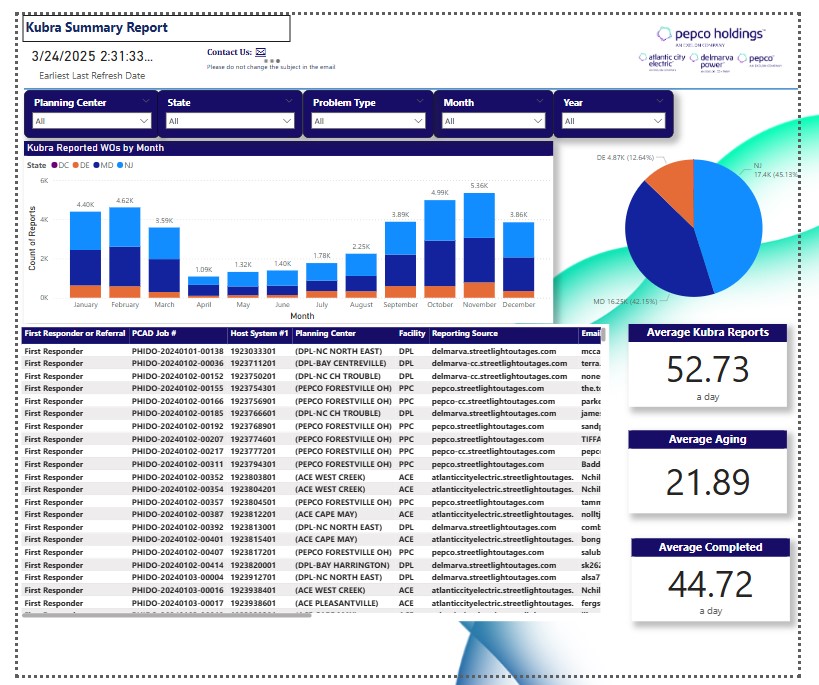 Kubra Summary Report
3/24/2025 2:31:33...
Earliest Last Refresh Date
Contact Us:
Please do not change the subject in the email
pepco holdings
AN EXELON COMPANY
atlantic city electric
delmarva power
pepco
Planning Center
State
Problem Type
Month
Year
All
All
All
All
All
Kubra Reported WOs by Month
State DC DE MD NJ
Count of Reports
6K
4K
2K
0K
4.40K
4.62K
3.59K
1.09K
1.32K
1.40K
1.78K
2.25K
3.89K
4.99K
5.36K
3.86K
January February March April May June July August September October November December
Month
DE 4.87K (12.64%)
NJ
17.4K (45.13%)
MD 16.25K (42.15%)
First Responder or Referral PCAD Job # Host System #1 Planning Center Facility Reporting Source Email
First Responder PHIDO-20240101-00138 1923033301 (DPL-NC NORTH EAST) DPL delmarva.streetlightoutages.com mcca
First Responder PHIDO-20240102-00036 1923711201 (DPL-BAY CENTREVILLE) DPL delmarva-cc.streetlightoutages.com terra.
First Responder PHIDO-20240102-00152 1923750201 (DPL-NC CH TROUBLE) DPL delmarva-cc.streetlightoutages.com none
First Responder PHIDO-20240102-00155 1923754301 (PEPCO FORESTVILLE OH) PPC pepco.streetlightoutages.com the.to
First Responder PHIDO-20240102-00166 1923756901 (PEPCO FORESTVILLE OH) PPC pepco-cc.streetlightoutages.com parke
First Responder PHIDO-20240102-00185 1923766601 (DPL-NC CH TROUBLE) DPL delmarva.streetlightoutages.com james
First Responder PHIDO-20240102-00192 1923768901 (PEPCO FORESTVILLE OH) PPC pepco-cc.streetlightoutages.com sandp
First Responder PHIDO-20240102-00207 1923774601 (PEPCO FORESTVILLE OH) PPC pepco.streetlightoutages.com TIFFA
First Responder PHIDO-20240102-00217 1923777201 (PEPCO FORESTVILLE OH) PPC pepco-cc.streetlightoutages.com pepc
First Responder PHIDO-20240102-00311 1923794301 (PEPCO FORESTVILLE OH) PPC pepco.streetlightoutages.com Badd
First Responder PHIDO-20240102-00352 1923803801 (ACE WEST CREEK) ACE atlanticcityelectric.streetlightoutages. Nchil
First Responder PHIDO-20240102-00354 1923804201 (ACE WEST CREEK) ACE atlanticcityelectric.streetlightoutages. Nchil
First Responder PHIDO-20240102-00357 1923804501 (PEPCO FORESTVILLE OH) PPC pepco.streetlightoutages.com tamm
First Responder PHIDO-20240102-00387 1923812201 (ACE CAPE MAY) ACE atlanticcityelectric.streetlightoutages. nolltj
First Responder PHIDO-20240102-00392 1923813001 (DPL-NC NORTH EAST) DPL delmarva.streetlightoutages.com comb
First Responder PHIDO-20240102-00401 1923815401 (ACE CAPE MAY) ACE atlanticcityelectric.streetlightoutages. bong
First Responder PHIDO-20240102-00407 1923817201 (PEPCO FORESTVILLE OH) PPC pepco.streetlightoutages.com salub
First Responder PHIDO-20240102-00414 1923820001 (DPL-BAY HARRINGTON) DPL delmarva.streetlightoutages.com sk262
First Responder PHIDO-20240103-00004 1923912701 (DPL-NC NORTH EAST) DPL delmarva.streetlightoutages.com alsa7
First Responder PHIDO-20240103-00016 1923938401 (ACE WEST CREEK) ACE atlanticcityelectric.streetlightoutages. Nchil
First Responder PHIDO-20240103-00017 1923938601 (ACE PLEASANTVILLE) ACE atlanticcityelectric.streetlightoutages. fergs
Average Kubra Reports
52.73
a day
Average Aging
21.89
Average Completed
44.72
a day